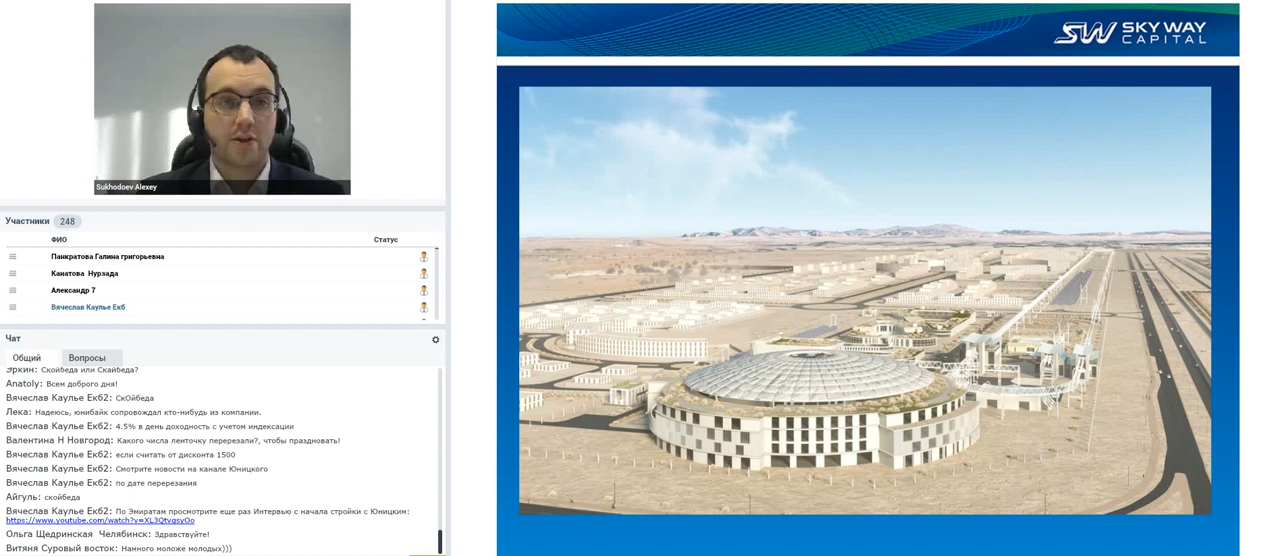 SW SKY WAY
CAPITAL
Sukhodoev Alexey
Участники 248
ФИО Статус
Панкратова Галина григорьевна
Канатова Нурзада
Александр 7
Вячеслав Каулье Екб
Чат
Общий Вопросы
Эркин: Скойбеда или Скайбеда?
Anatoly: Всем доброго дня!
Вячеслав Каулье Екб2: СкОйбеда
Лека: Надеюсь, юнибайк сопровождал кто-нибудь из компании.
Вячеслав Каулье Екб2: 4.5% в день доходность с учетом индексации
Валентина Н Новгород: Какого числа ленточку перерезали?, чтобы праздновать!
Вячеслав Каулье Екб2: если считать от дисконта 1500
Вячеслав Каулье Екб2: Смотрите новости на канале Юницкого
Вячеслав Каулье Екб2: по дате перерезания
Айгуль: скойбеда
Вячеслав Каулье Екб2: По Эмиратам просмотрите еще раз Интервью с начала стройки с Юницким:
https://www.youtube.com/watch?v=XL3QtvqsyOo
Ольга Щедринская Челябинск: Здравствуйте!
Витяня Суровый восток: Намного моложе молодых)))